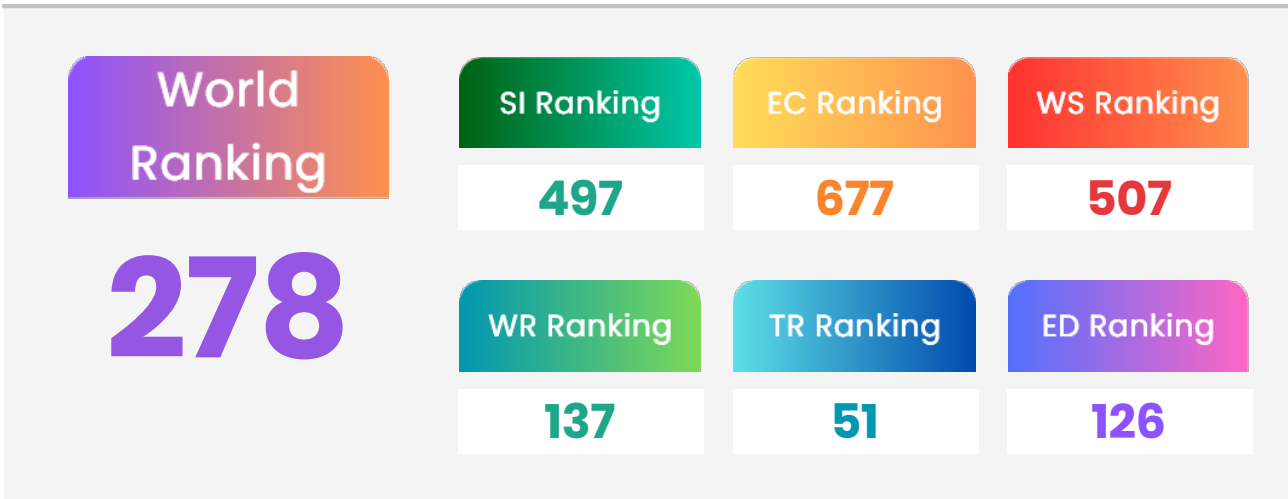 World
Ranking
278
SI Ranking
EC Ranking
WS Ranking
497
677
507
WR Ranking
TR Ranking
ED Ranking
137
51
126